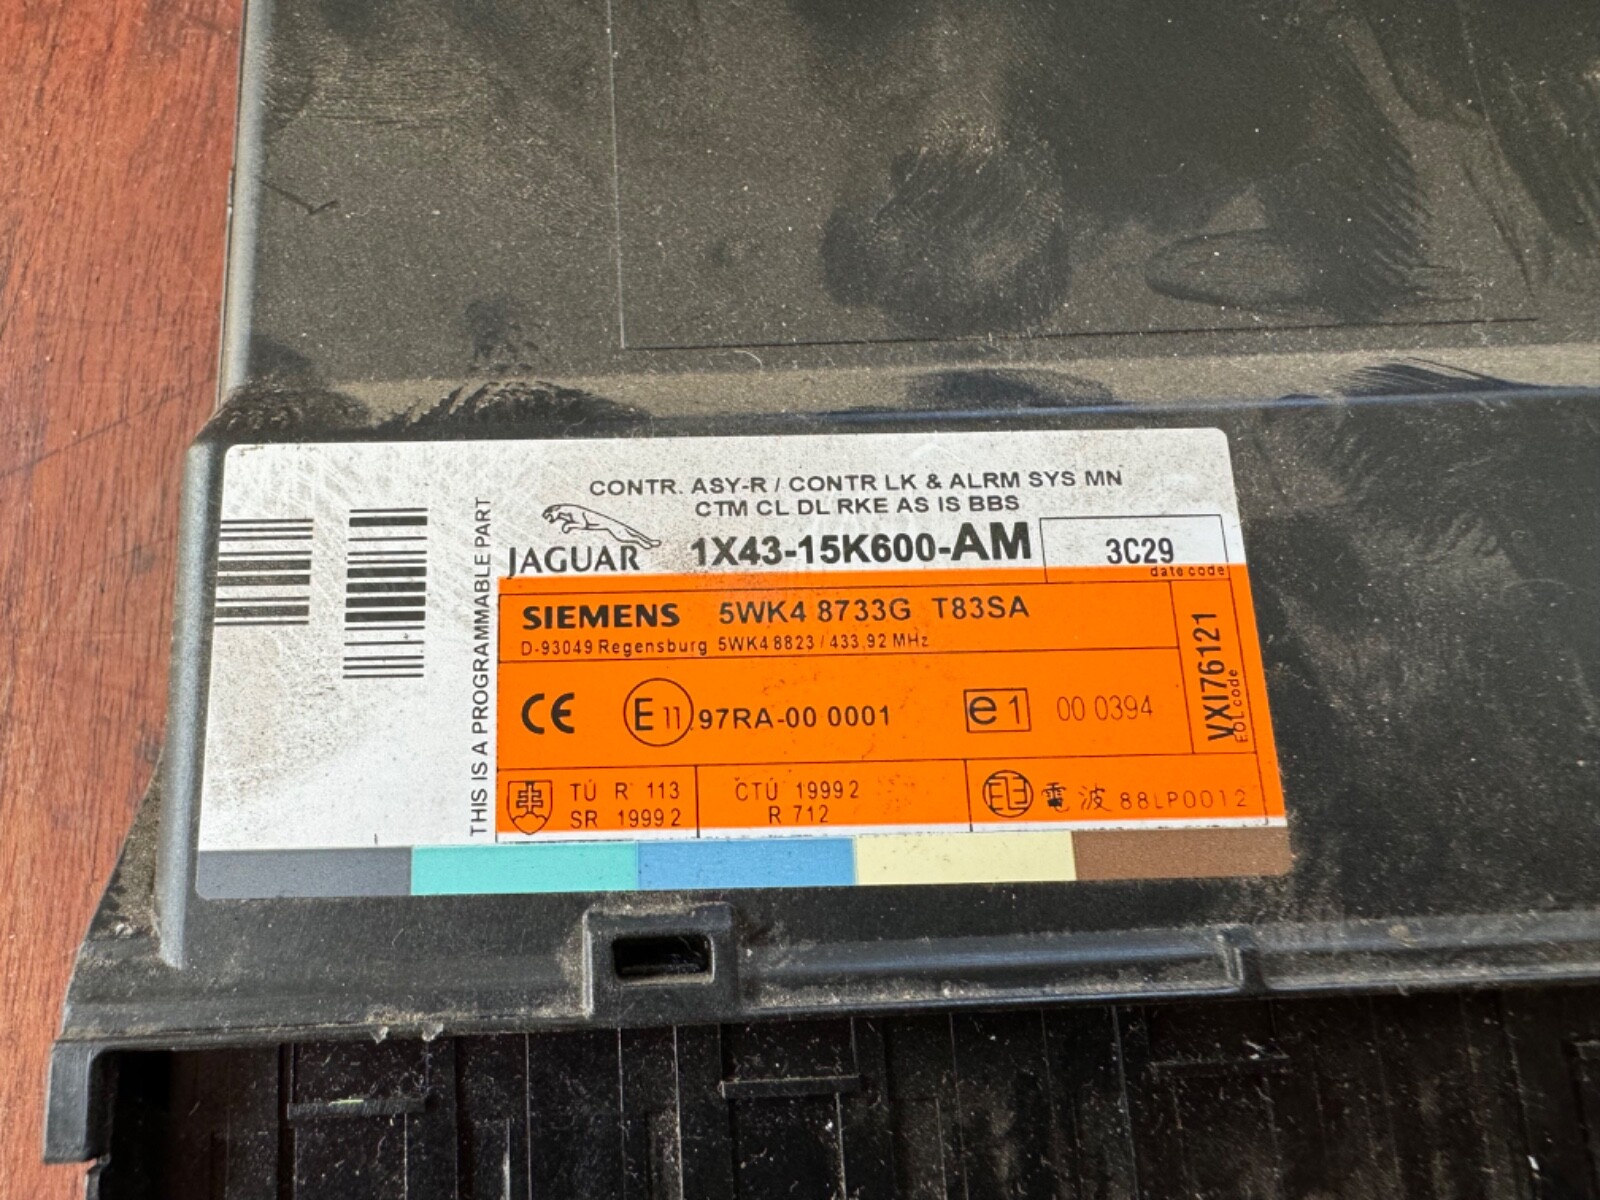 CONTR. ASY-R / CONTR LK & ALRM SYS MN
CTM CL DL RKE AS IS BBS
JAGUAR 1X43-15K600-AM 3C29
date code
THIS IS A PROGRAMMABLE PART
SIEMENS 5WK4 8733G T83SA
D-93049 Regensburg 5WK4 8823 / 433,92 MHz
VXI76121
EOL code
CE E 11 97RA-00 0001 e1 00 0394
TÚ R 113
SR 1999 2
ČTÚ 1999 2
R 712
電波 88LP0012